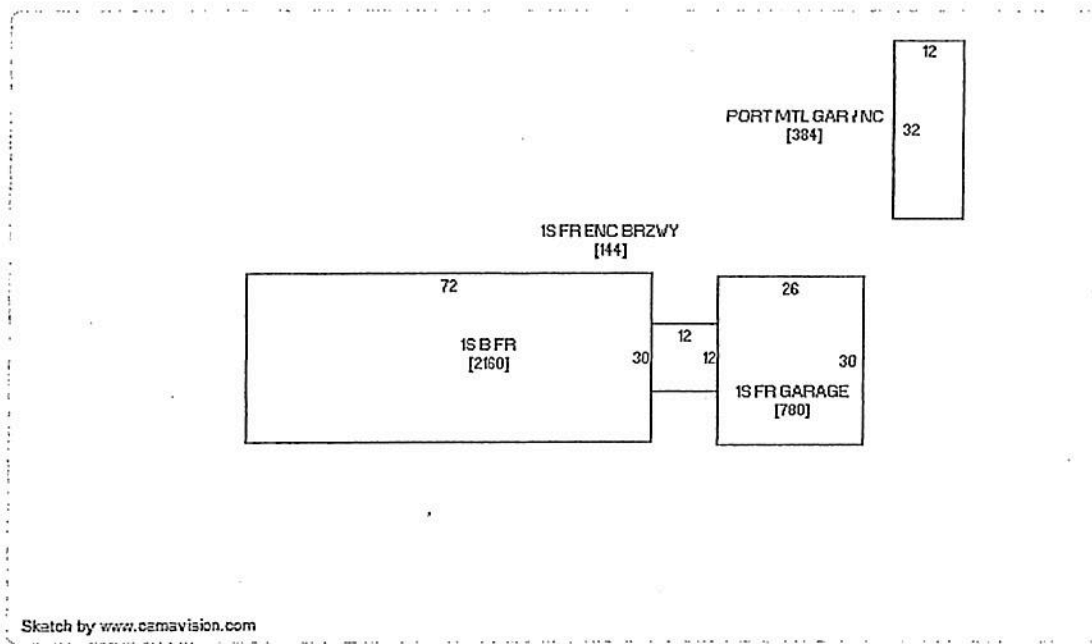 12
PORT MTL GAR / NC
[384]
32
1S FR ENC BRZWY
[144]
72
26
12
1S B FR
[2160]
30
12
30
1S FR GARAGE
[780]
Sketch by www.camavision.com